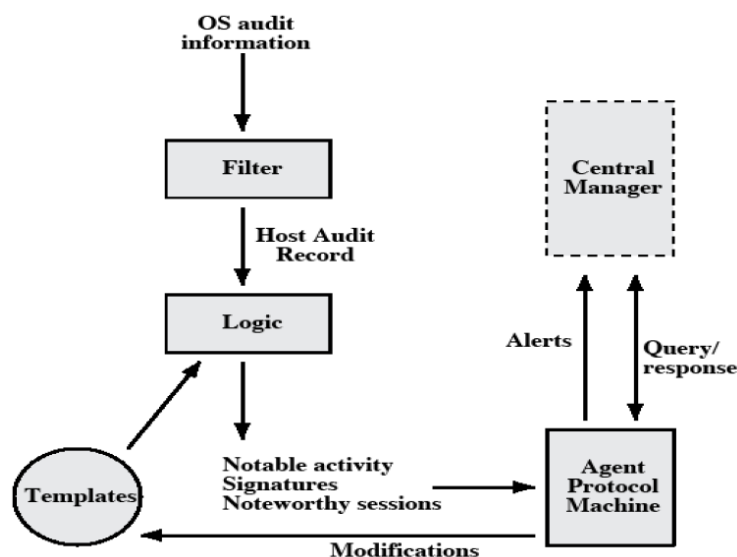 OS audit
information
Filter
Central
Manager
Host Audit
Record
Logic
Alerts
Query/
response
Notable activity
Signatures
Noteworthy sessions
Templates
Agent
Protocol
Machine
Modifications